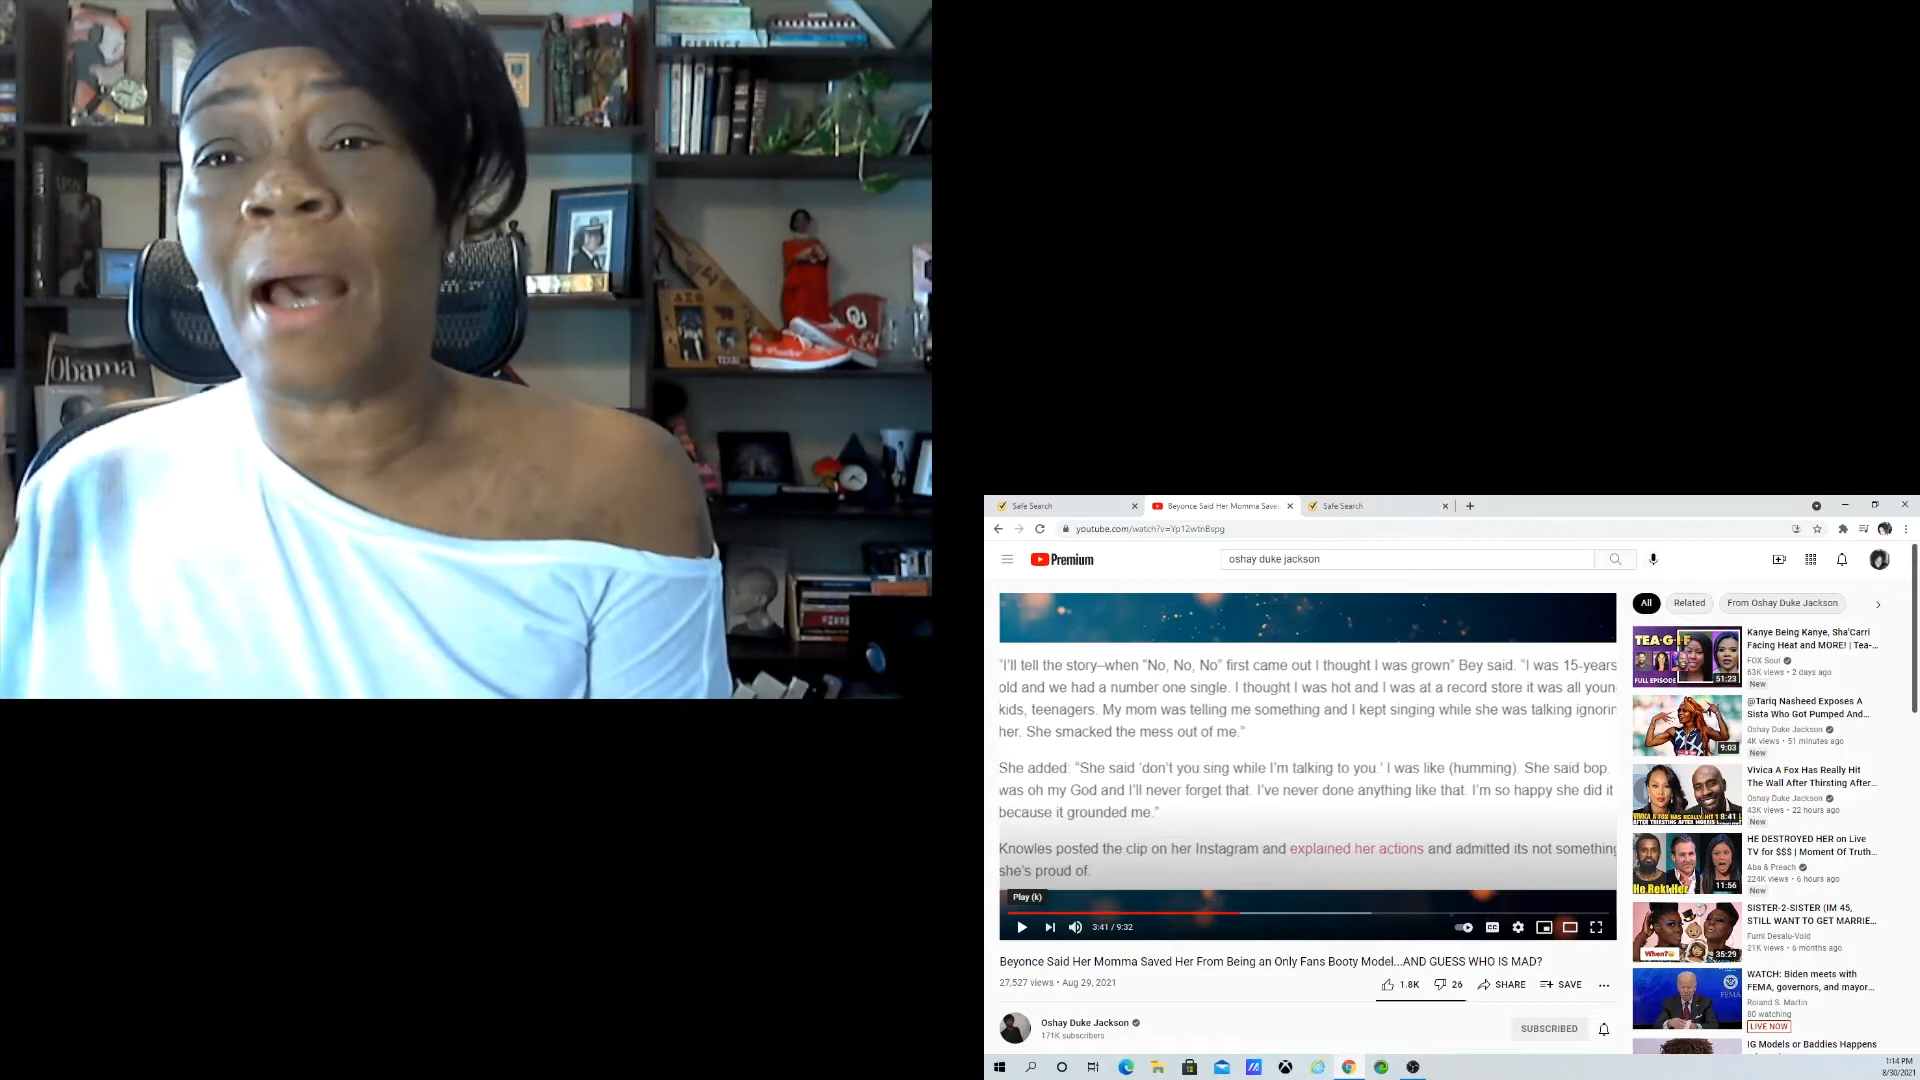 Obama
ΔΣΘ
OU
Safe Search
Beyonce Said Her Momma Save
Safe Search
youtube.com/watch?v=Yp12wtnBspg
Premium
oshay duke jackson
"I'll tell the story–when "No, No, No" first came out I thought I was grown" Bey said. "I was 15-years
old and we had a number one single. I thought I was hot and I was at a record store it was all youn
kids, teenagers. My mom was telling me something and I kept singing while she was talking ignorin
her. She smacked the mess out of me."
She added: "She said 'don't you sing while I'm talking to you.' I was like (humming). She said bop.
was oh my God and I'll never forget that. I've never done anything like that. I'm so happy she did it
because it grounded me."
Knowles posted the clip on her Instagram and explained her actions and admitted its not something
she's proud of.
Play (k)
3:41 / 9:32
Beyonce Said Her Momma Saved Her From Being an Only Fans Booty Model...AND GUESS WHO IS MAD?
27,527 views • Aug 29, 2021
1.8K
26
SHARE
SAVE
Oshay Duke Jackson
171K subscribers
SUBSCRIBED
All
Related
From Oshay Duke Jackson
TEA-G-I-F
FULL EPISODE
51:23
Kanye Being Kanye, Sha'Carri
Facing Heat and MORE! | Tea-...
FOX Soul
63K views • 2 days ago
New
9:03
@Tariq Nasheed Exposes A
Sista Who Got Pumped And...
Oshay Duke Jackson
4K views • 51 minutes ago
New
8:41
Vivica A Fox Has Really Hit
The Wall After Thirsting After...
Oshay Duke Jackson
43K views • 22 hours ago
New
He Rekt Her
11:56
HE DESTROYED HER on Live
TV for $$$ | Moment Of Truth...
Aba & Preach
224K views • 6 hours ago
New
When?
35:29
SISTER-2-SISTER (IM 45,
STILL WANT TO GET MARRIE...
Fumi Desalu-Vold
21K views • 6 months ago
FEMA
WATCH: Biden meets with
FEMA, governors, and mayor...
Roland S. Martin
80 watching
LIVE NOW
IG Models or Baddies Happens
1:14 PM
8/30/2021